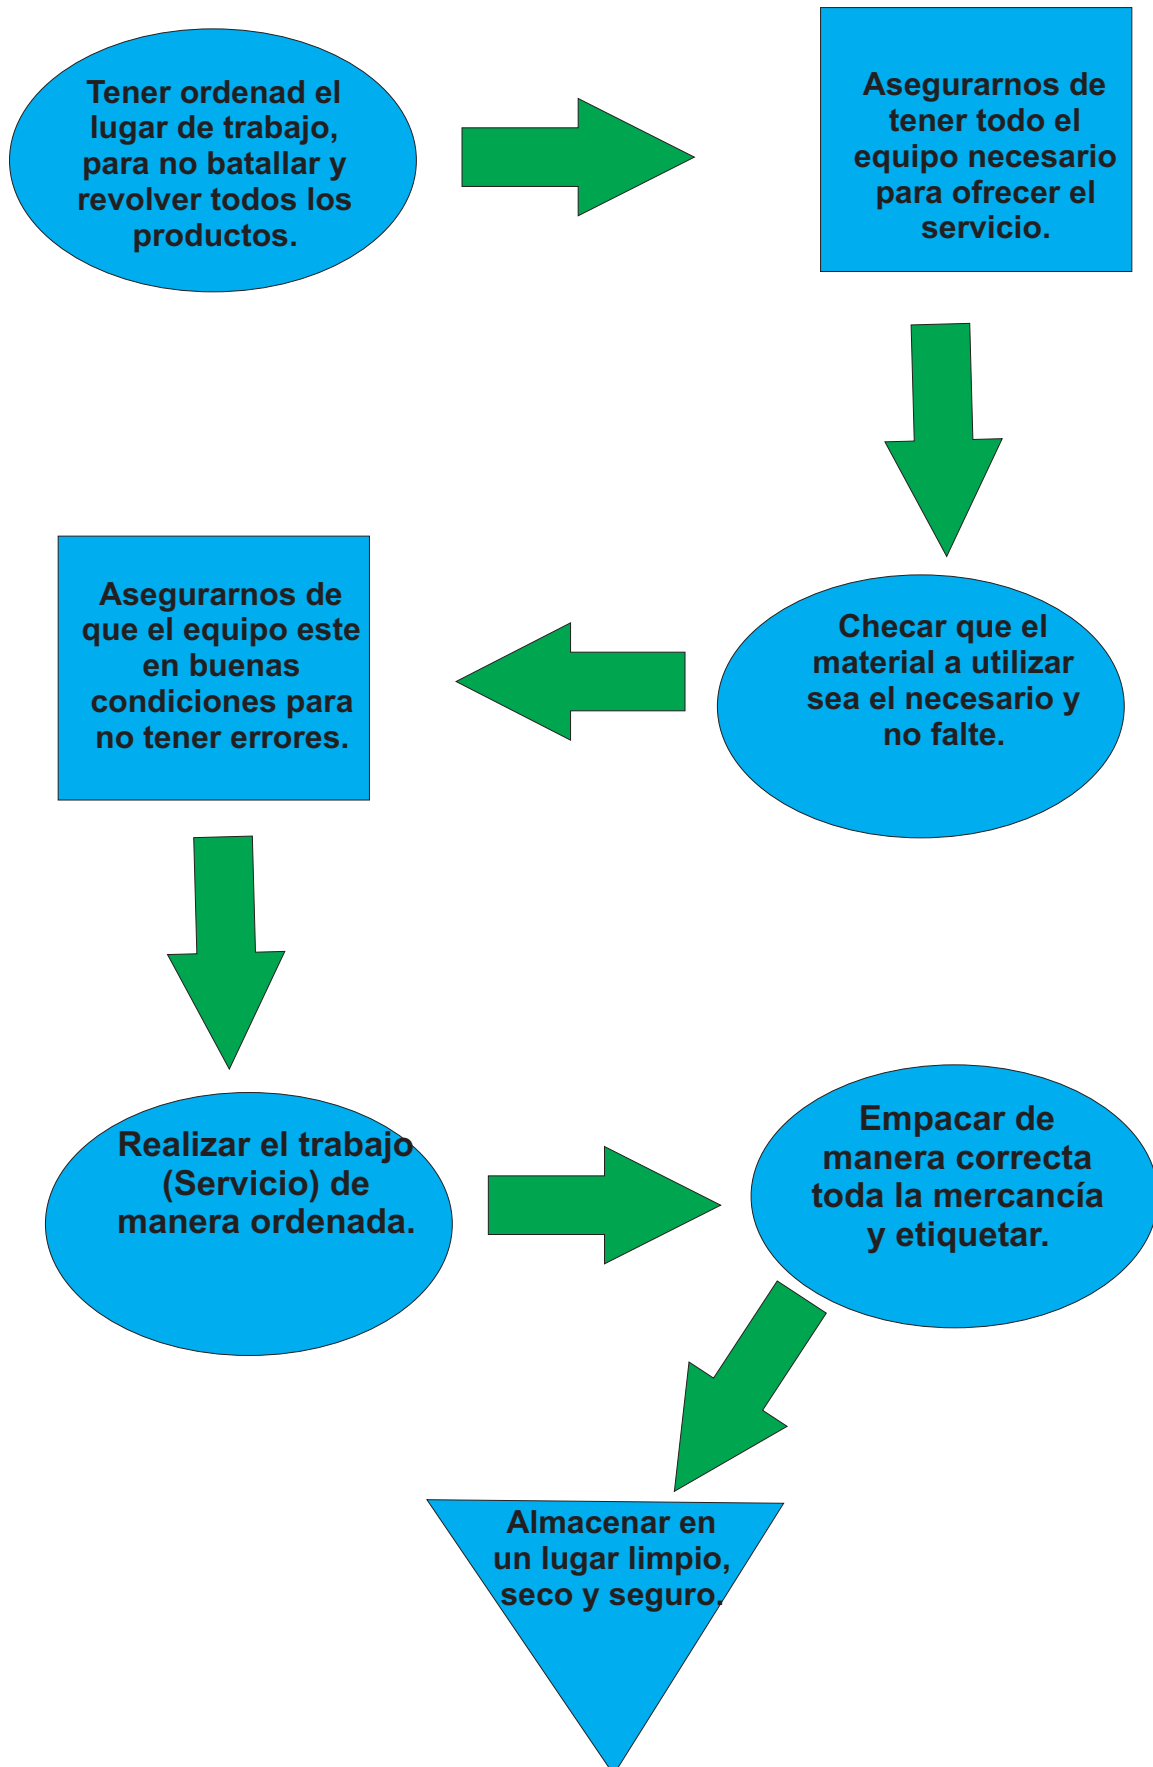 Tener ordenad el
lugar de trabajo,
para no batallar y
revolver todos los
productos.
Asegurarnos de
tener todo el
equipo necesario
para ofrecer el
servicio.
Checar que el
material a utilizar
sea el necesario y
no falte.
Asegurarnos de
que el equipo este
en buenas
condiciones para
no tener errores.
Realizar el trabajo
(Servicio) de
manera ordenada.
Empacar de
manera correcta
toda la mercancía
y etiquetar.
Almacenar en
un lugar limpio,
seco y seguro.